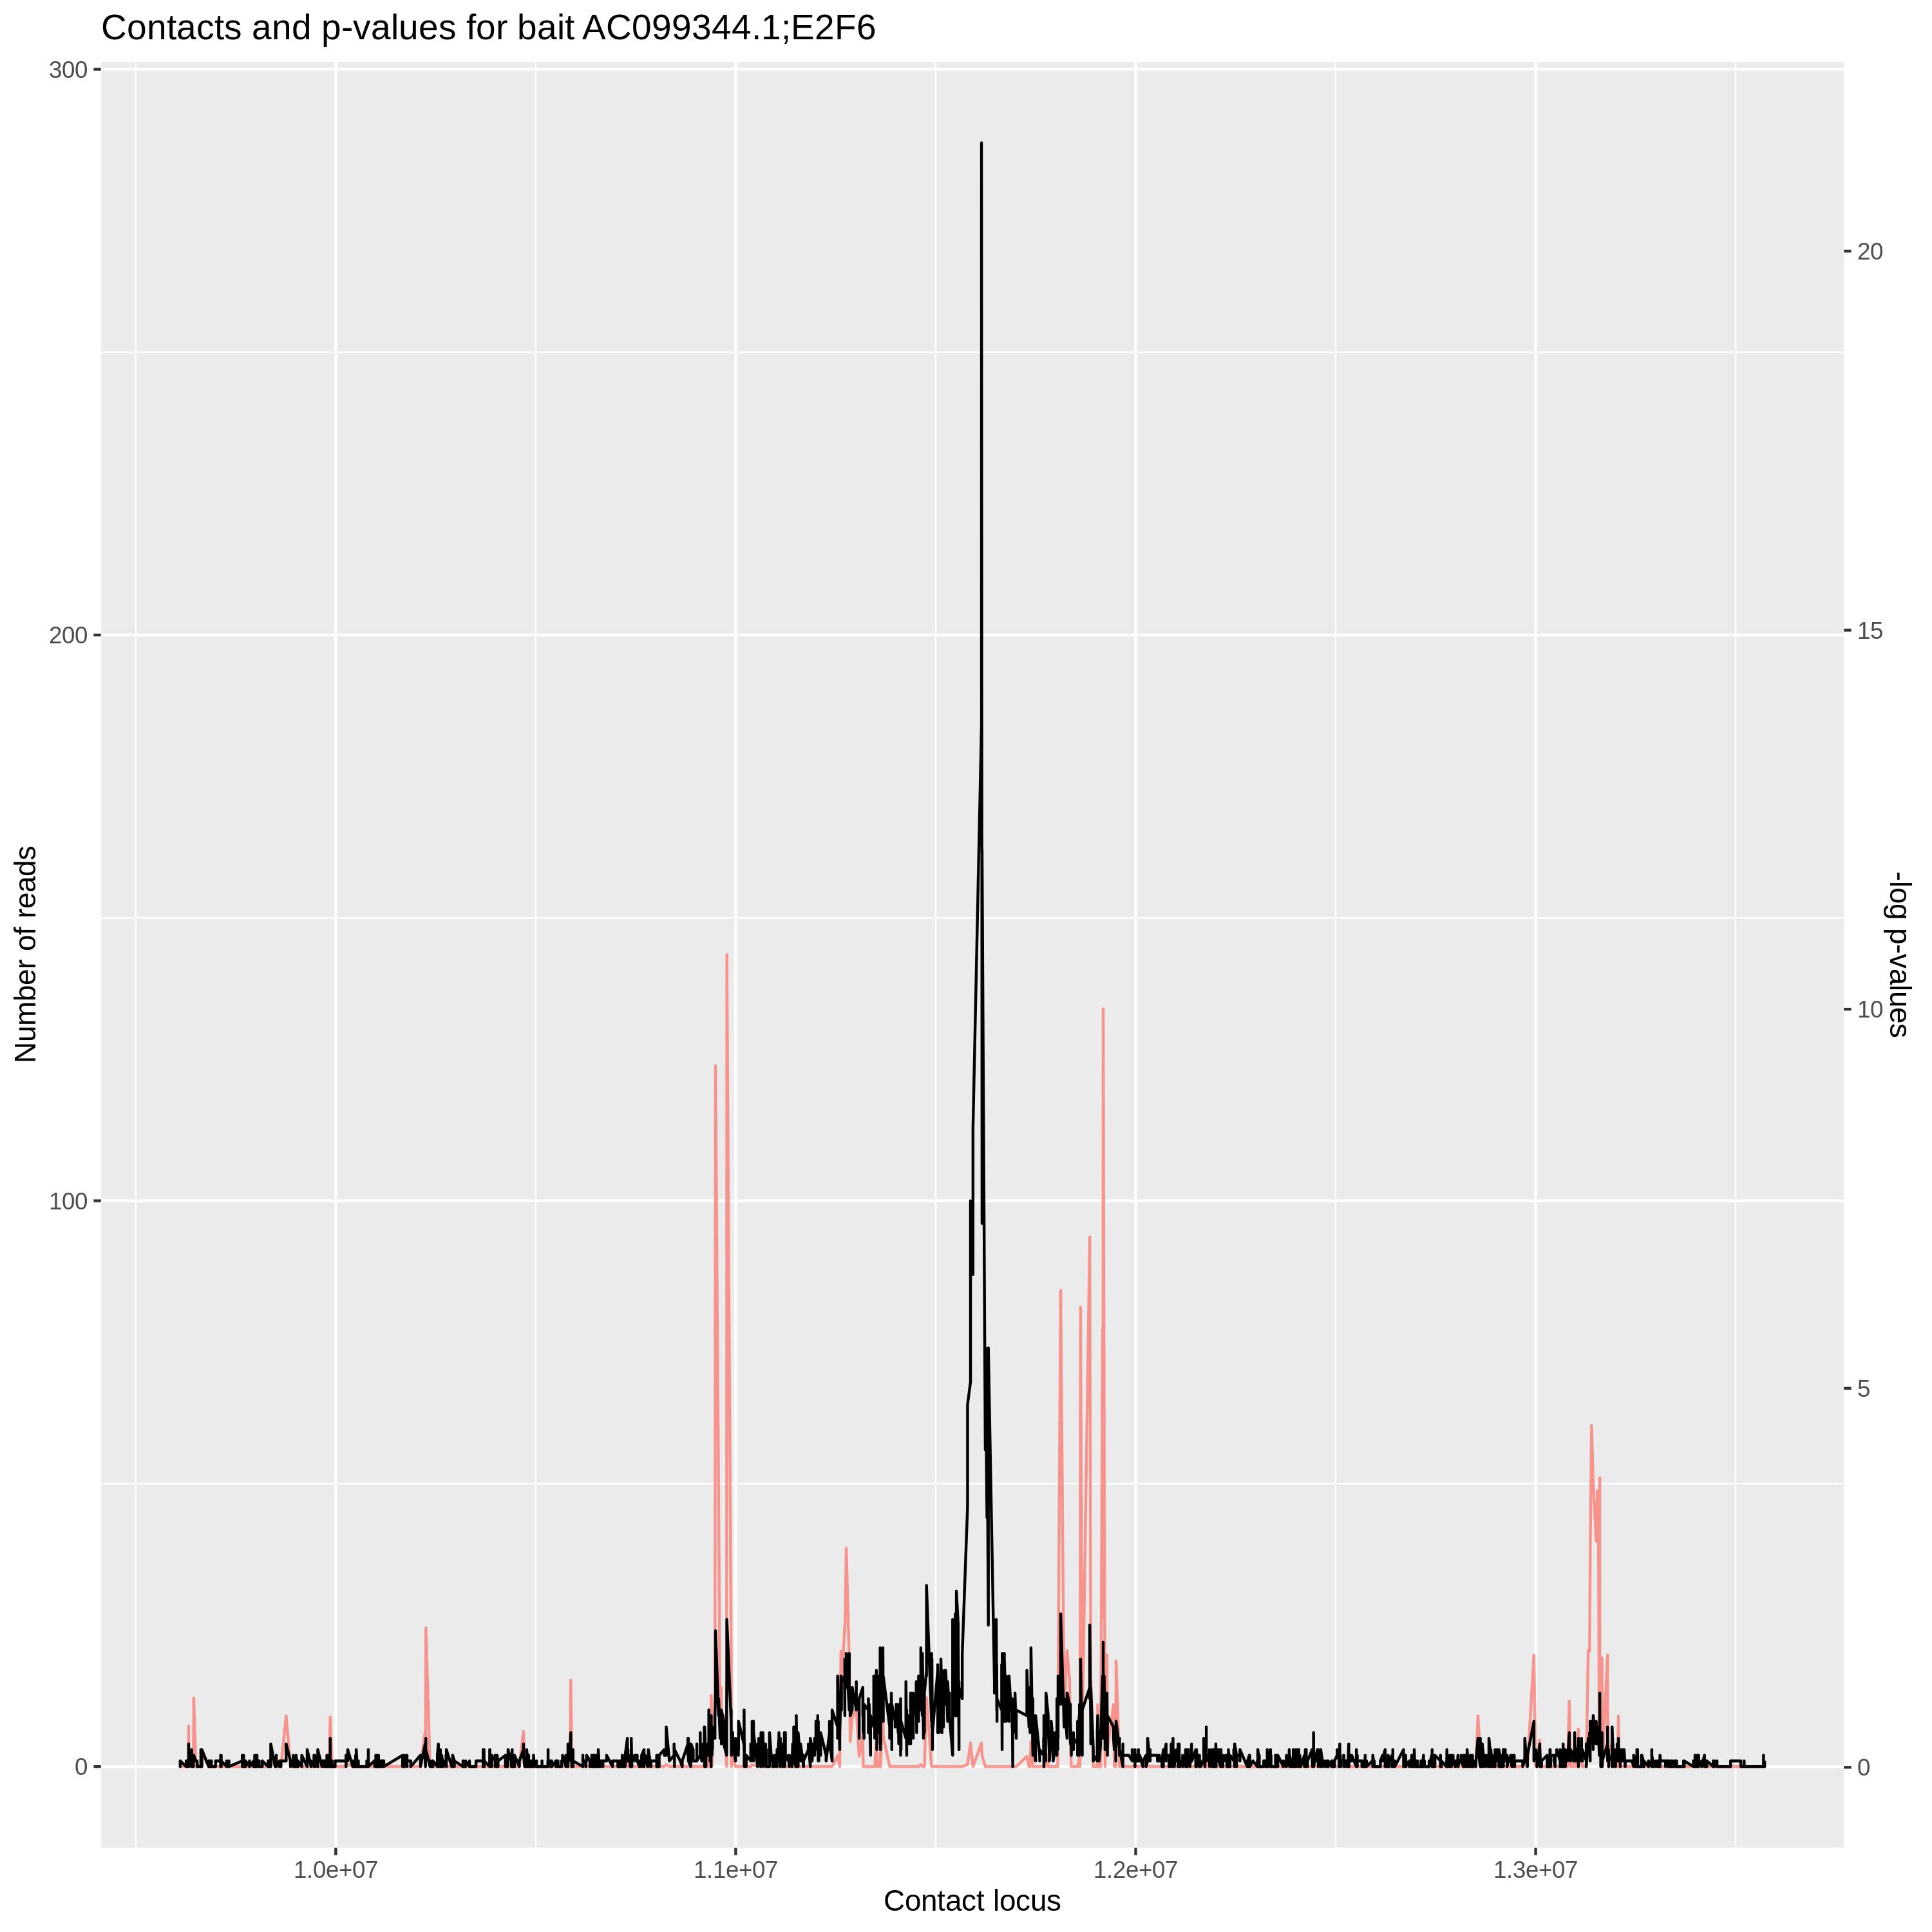 Contacts and p-values for bait AC099344.1;E2F6
300
200
100
0
Number of reads
20
15
10
5
0
-log p-values
1.0e+07 1.1e+07 1.2e+07 1.3e+07
Contact locus